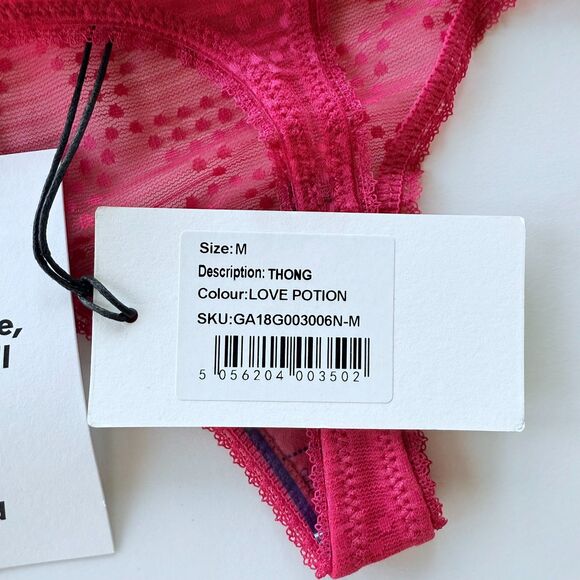 Size:M
Description: THONG
Colour:LOVE POTION
SKU:GA18G003006N-M
5 056204 003502
e,